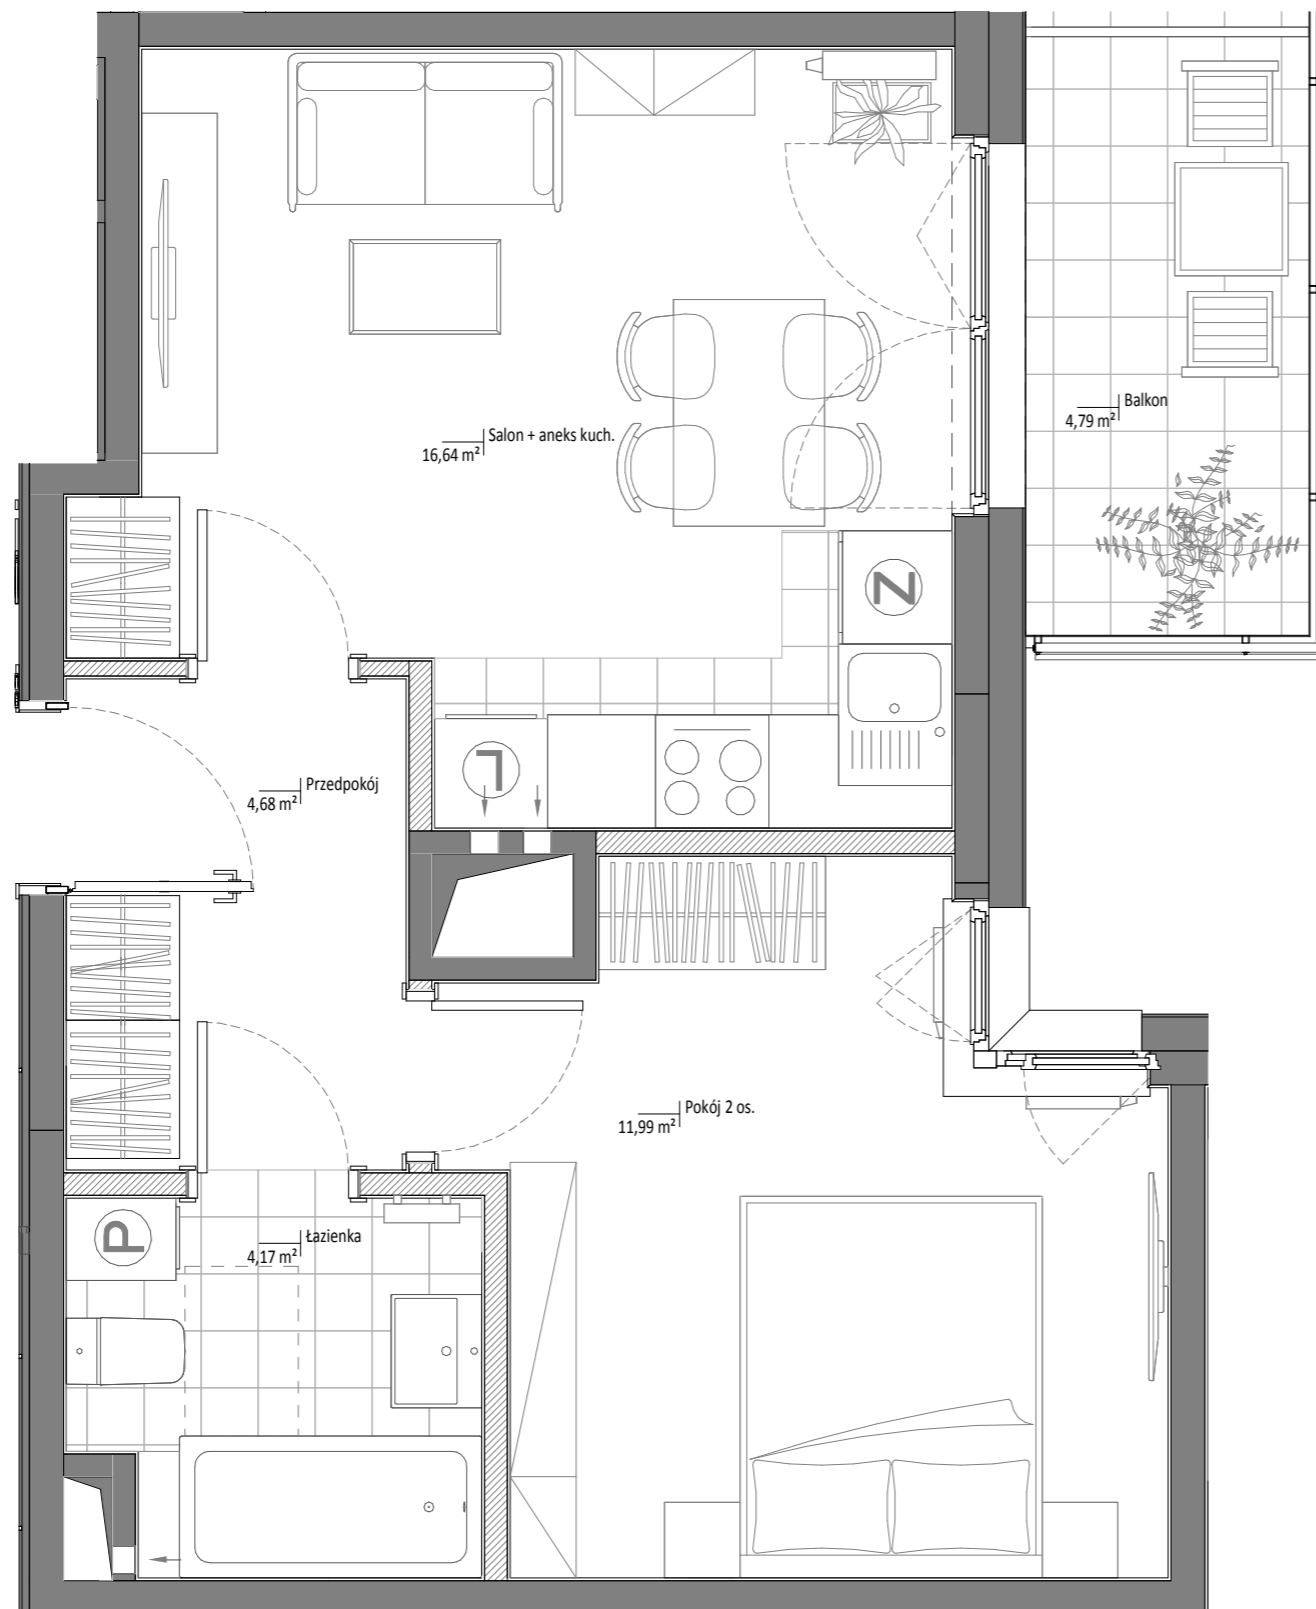 Balkon
4,79 m²
Salon + aneks kuch.
16,64 m²
Z
L
Przedpokój
4,68 m²
Pokój 2 os.
11,99 m²
P
Łazienka
4,17 m²